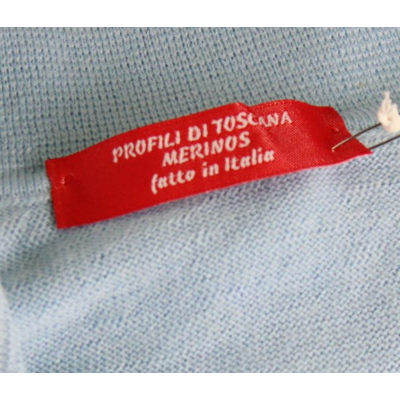 PROFILI DI TOSCANA
MERINOS
fatto in Italia